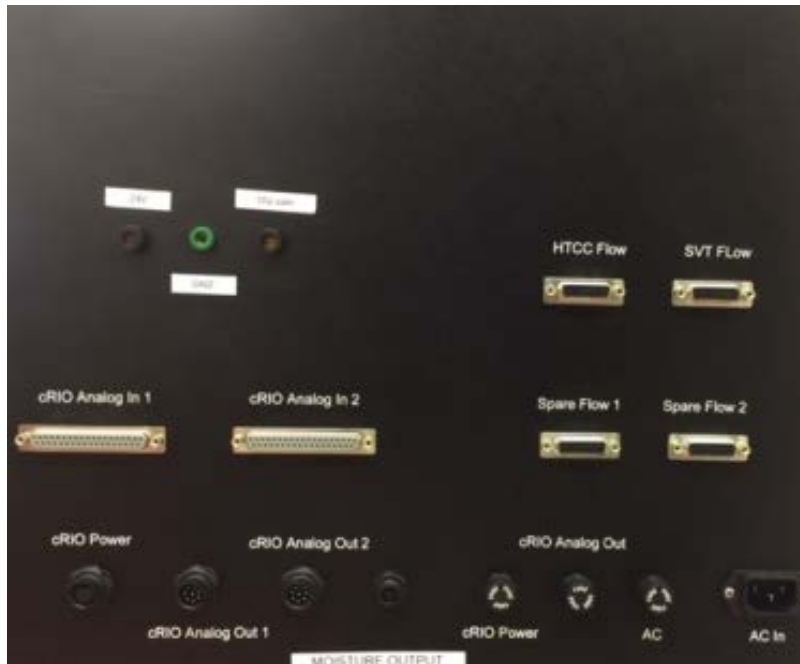 24V
GND
HTCC Flow
SVT FLow
cRIO Analog In 1
cRIO Analog In 2
Spare Flow 1
Spare Flow 2
cRIO Power
cRIO Analog Out 2
cRIO Analog Out
cRIO Analog Out 1
cRIO Power
AC
AC In
MOISTURE OUTPUT